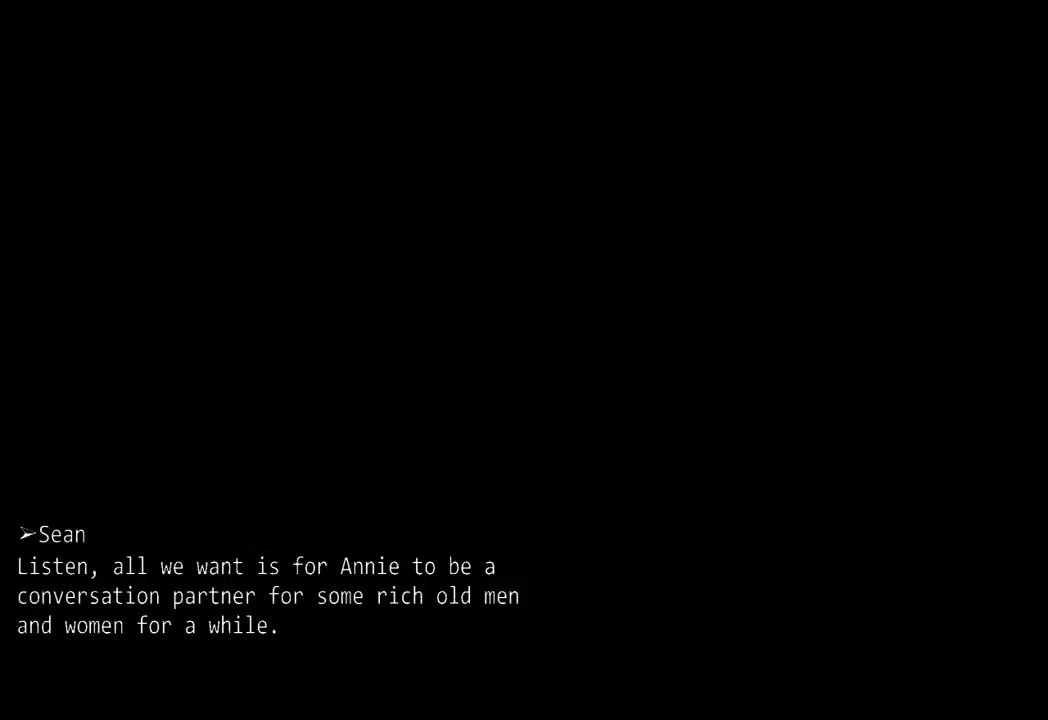 ➢Sean
Listen, all we want is for Annie to be a
conversation partner for some rich old men
and women for a while.